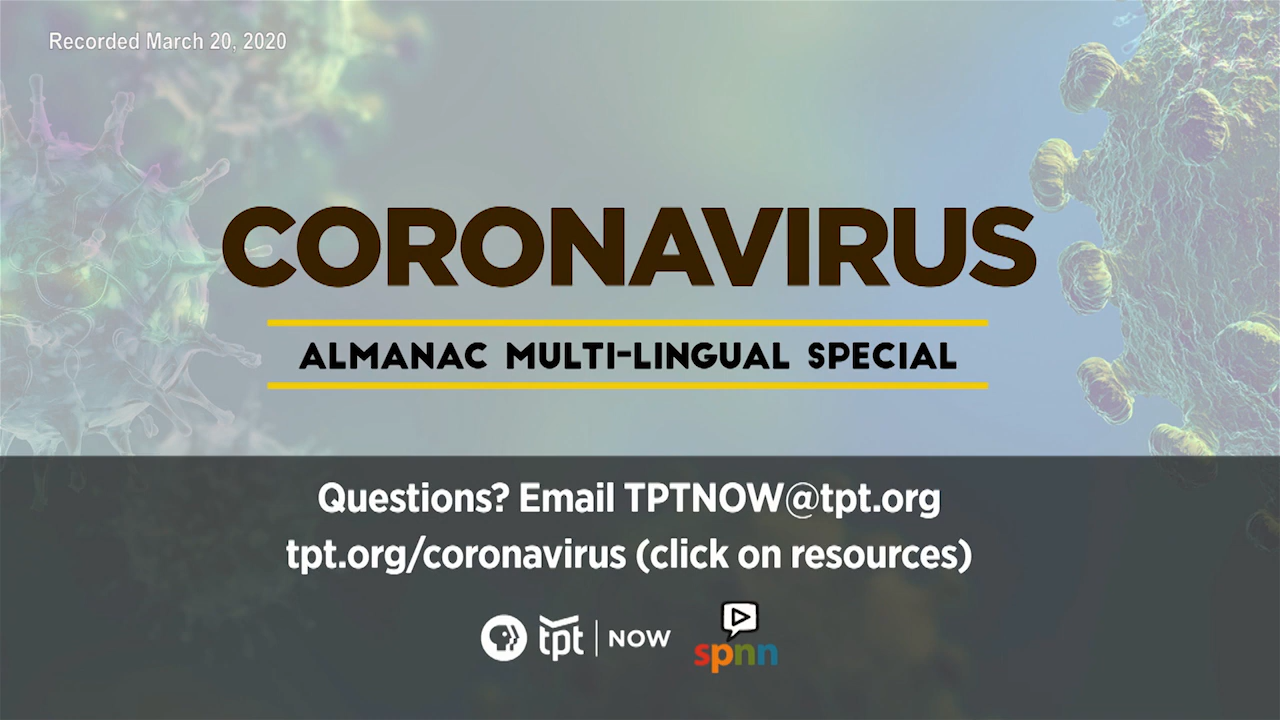 Recorded March 20, 2020
CORONAVIRUS
ALMANAC MULTI-LINGUAL SPECIAL
Questions? Email TPTNOW@tpt.org
tpt.org/coronavirus (click on resources)
tpt | NOW
spnn